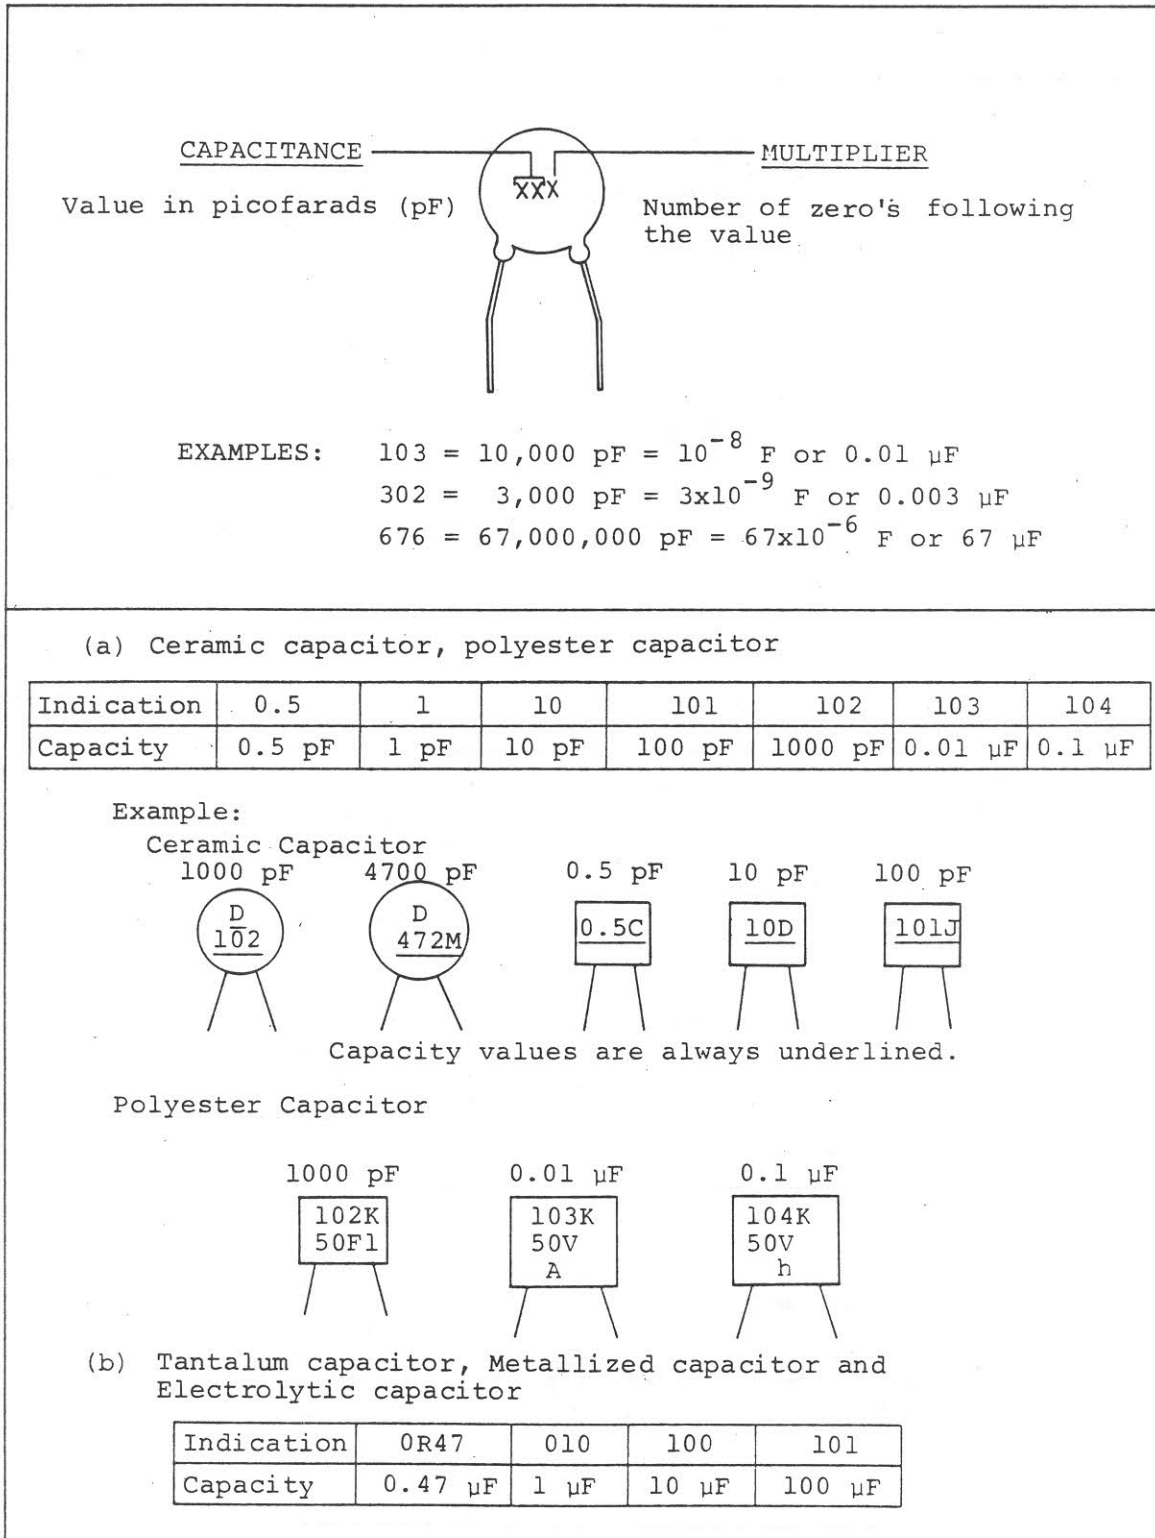 CAPACITANCE
MULTIPLIER
XXX
Value in picofarads (pF)
Number of zero's following
the value
EXAMPLES: 103 = 10,000 pF = 10⁻⁸ F or 0.01 µF
302 = 3,000 pF = 3x10⁻⁹ F or 0.003 µF
676 = 67,000,000 pF = 67x10⁻⁶ F or 67 µF
(a) Ceramic capacitor, polyester capacitor
Indication 0.5 1 10 101 102 103 104
Capacity 0.5 pF 1 pF 10 pF 100 pF 1000 pF 0.01 µF 0.1 µF
Example:
Ceramic Capacitor
1000 pF 4700 pF 0.5 pF 10 pF 100 pF
D
102
D
472M
0.5C
10D
101J
Capacity values are always underlined.
Polyester Capacitor
1000 pF 0.01 µF 0.1 µF
102K
50F1
103K
50V
A
104K
50V
h
(b) Tantalum capacitor, Metallized capacitor and
Electrolytic capacitor
Indication 0R47 010 100 101
Capacity 0.47 µF 1 µF 10 µF 100 µF